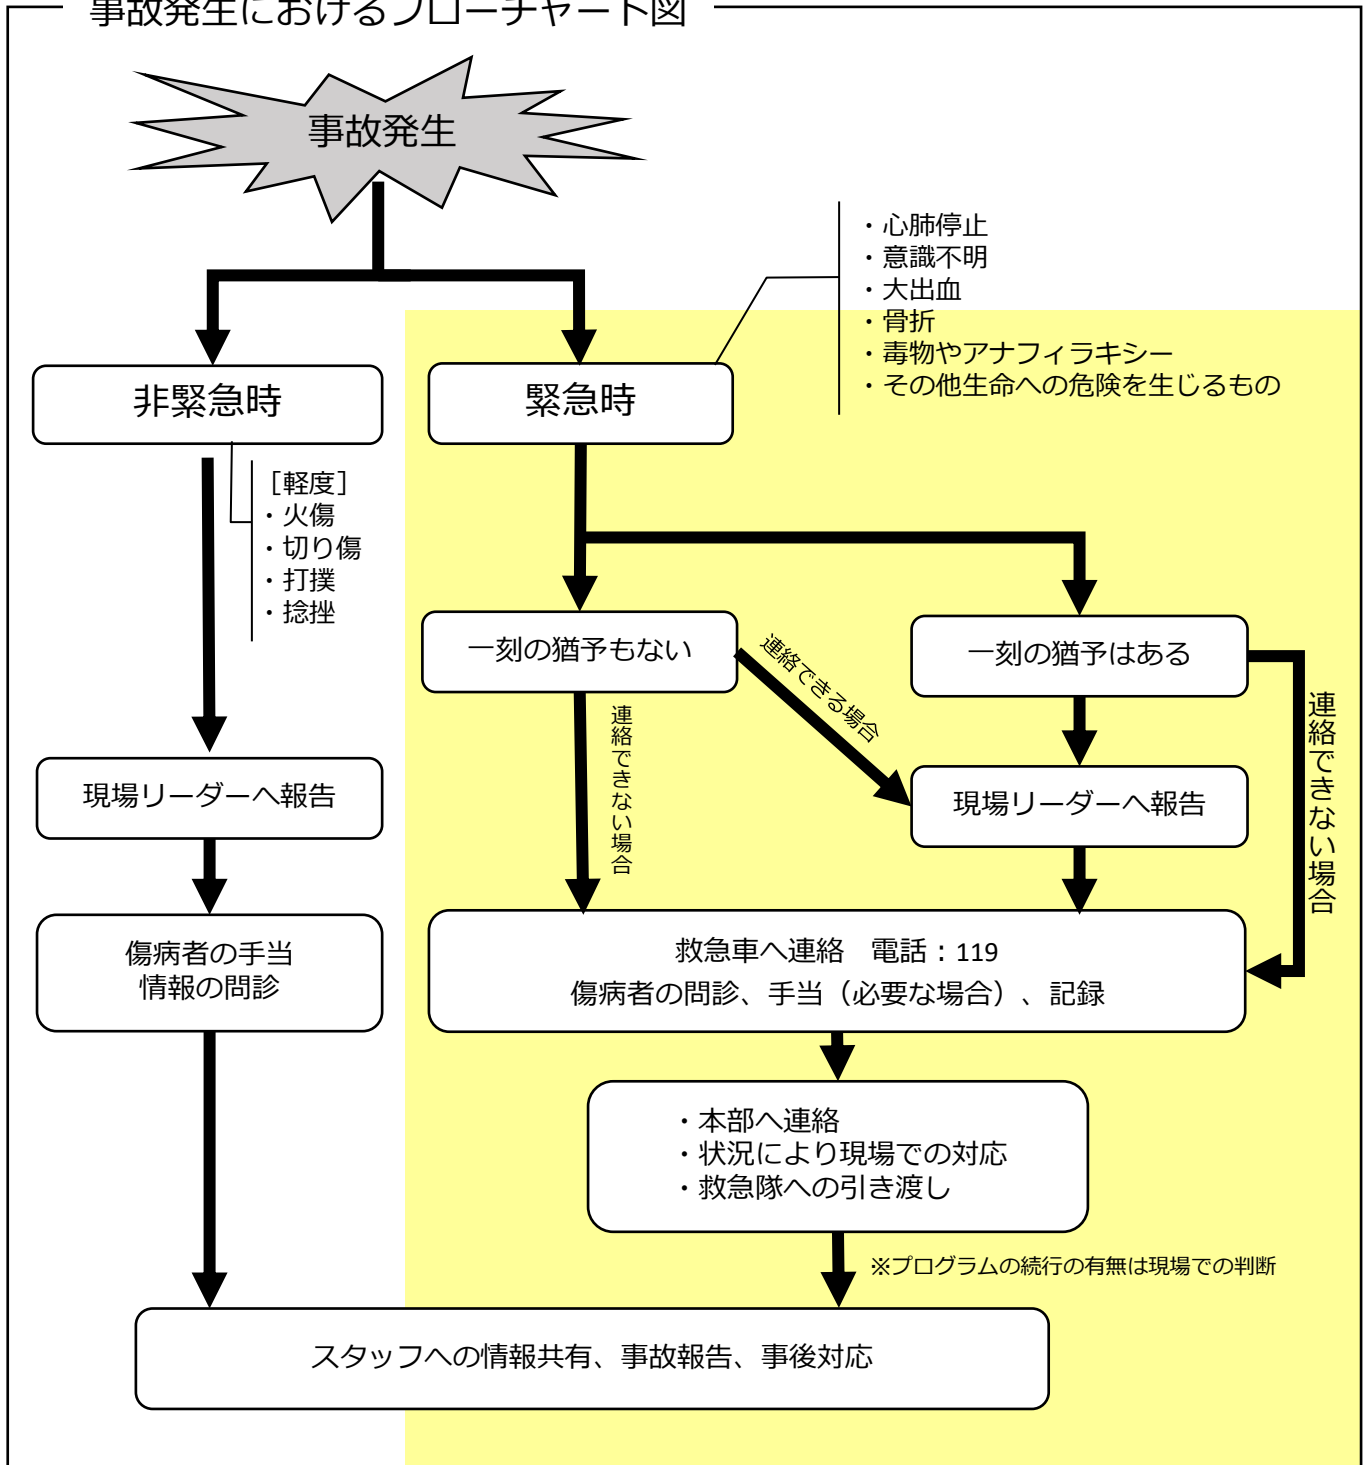 事故発生におけるフローチャート図
事故発生
・心肺停止
・意識不明
・大出血
・骨折
・毒物やアナフィラキシー
・その他生命への危険を生じるもの
非緊急時
緊急時
［軽度］
・火傷
・切り傷
・打撲
・捻挫
一刻の猶予もない
連絡できる場合
一刻の猶予はある
連絡できない場合
連絡できない場合
現場リーダーへ報告
現場リーダーへ報告
傷病者の手当
情報の問診
救急車へ連絡　電話：119
傷病者の問診、手当（必要な場合）、記録
・本部へ連絡
・状況により現場での対応
・救急隊への引き渡し
※プログラムの続行の有無は現場での判断
スタッフへの情報共有、事故報告、事後対応